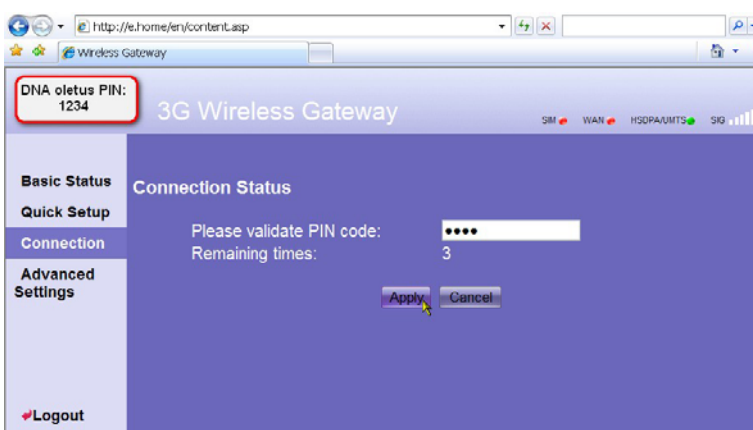 http://e.home/en/content.asp
Wireless Gateway
DNA oletus PIN:
1234
3G Wireless Gateway
SIM WAN HSDPA/UMTS SIG
Basic Status
Quick Setup
Connection
Advanced
Settings
Logout
Connection Status
Please validate PIN code: ••••
Remaining times: 3
Apply Cancel